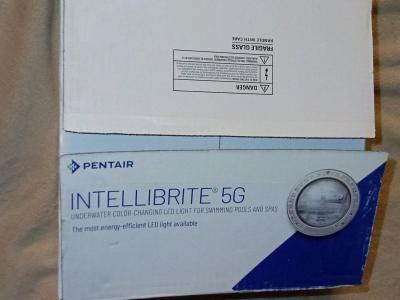 FRAGILE GLASS
HANDLE WITH CARE
PENTAIR
INTELLIBRITE® 5G
UNDERWATER COLOR-CHANGING LED LIGHT FOR SWIMMING POOLS AND SPAS
The most energy-efficient LED light available